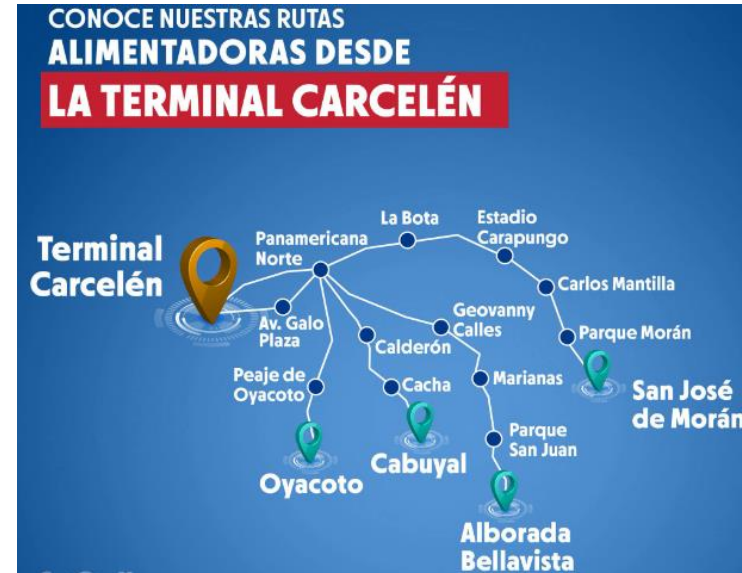 CONOCE NUESTRAS RUTAS
ALIMENTADORAS DESDE
LA TERMINAL CARCELÉN
Terminal
Carcelén
Panamericana
Norte
La Bota
Estadio
Carapungo
Carlos Mantilla
Parque Morán
San José
de Morán
Av. Galo
Plaza
Calderón
Geovanny
Calles
Peaje de
Oyacoto
Cacha
Marianas
Parque
San Juan
Oyacoto
Cabuyal
Alborada
Bellavista